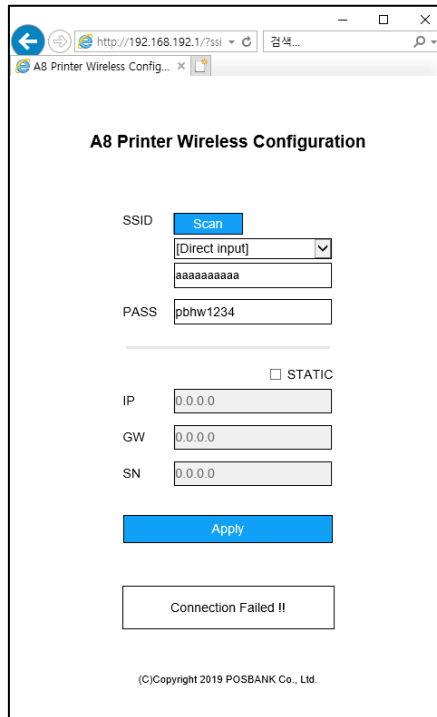 http://192.168.192.1/?ssi
검색...
A8 Printer Wireless Config...
A8 Printer Wireless Configuration
SSID
Scan
[Direct input]
aaaaaaaaaa
PASS
pbhw1234
STATIC
IP
0.0.0.0
GW
0.0.0.0
SN
0.0.0.0
Apply
Connection Failed !!
(C)Copyright 2019 POSBANK Co., Ltd.